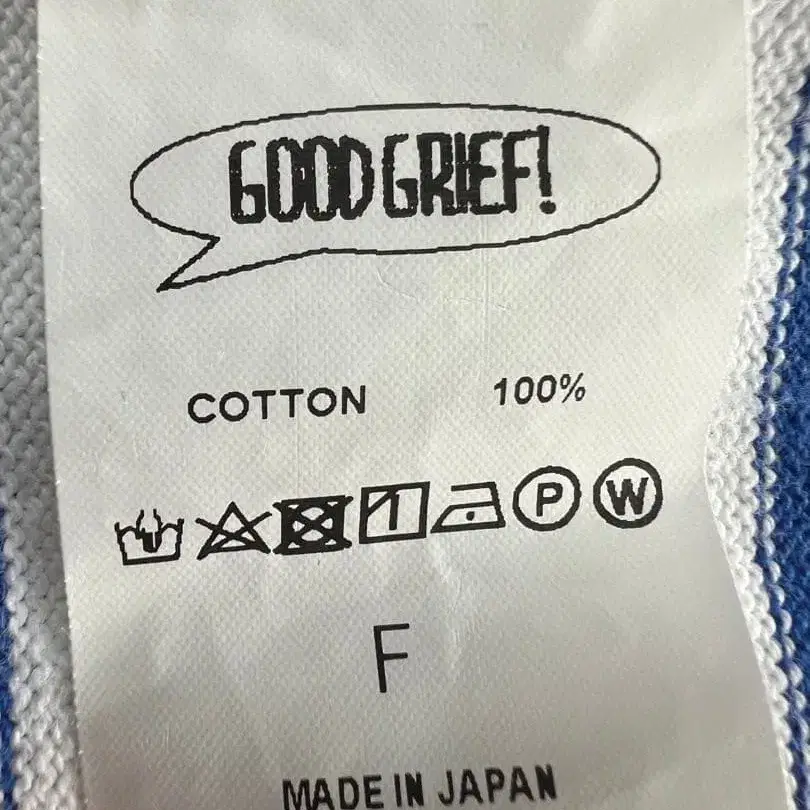 GOOD GRIEF!
COTTON 100%
P W
F
MADE IN JAPAN